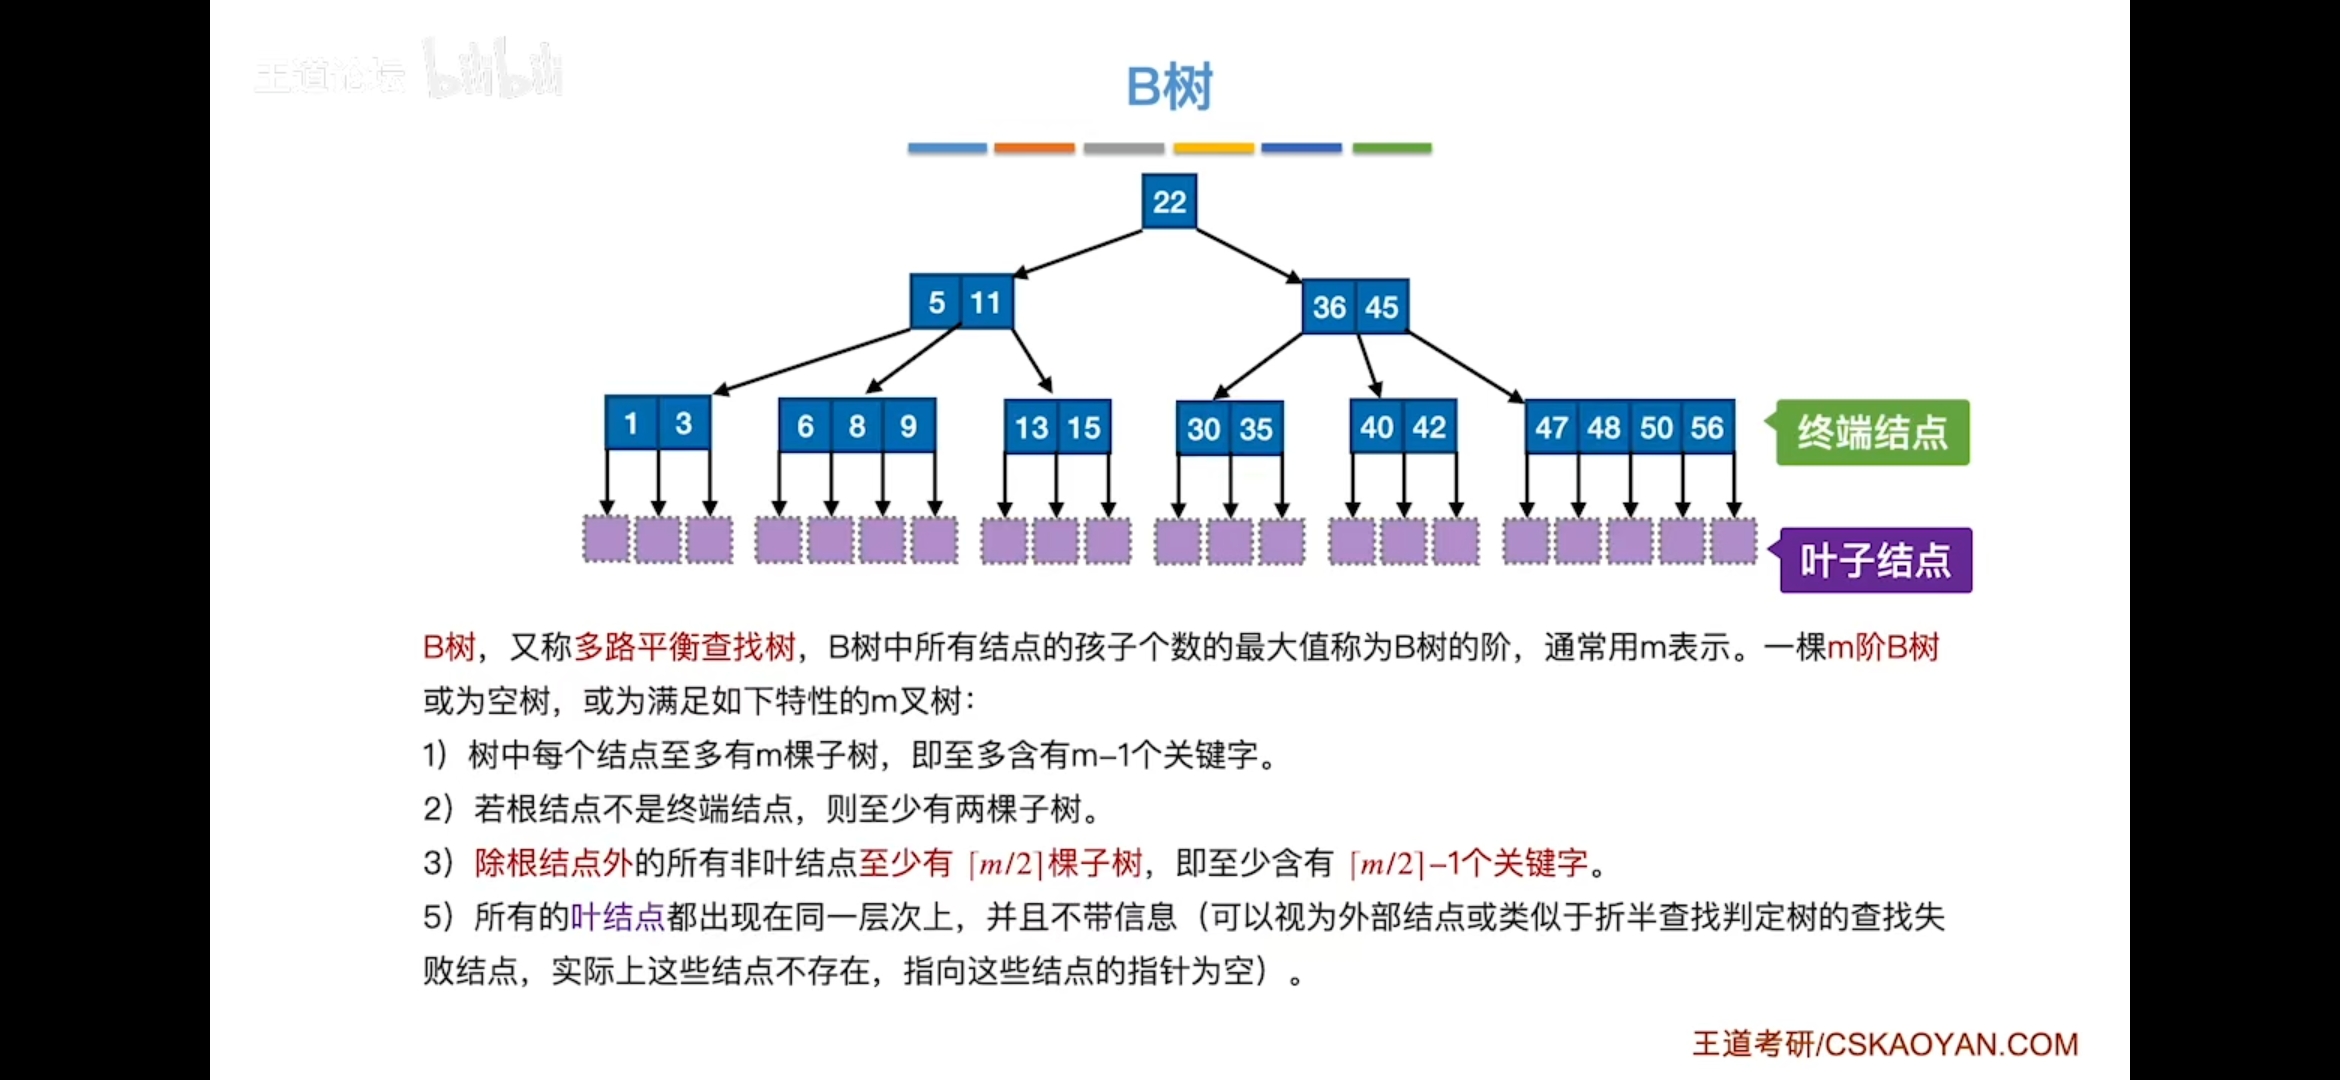 王道论坛 bilibili
B树
22
5 11
36 45
1 3
6 8 9
13 15
30 35
40 42
47 48 50 56
终端结点
叶子结点
B树，又称多路平衡查找树，B树中所有结点的孩子个数的最大值称为B树的阶，通常用m表示。一棵m阶B树
或为空树，或为满足如下特性的m叉树：
1）树中每个结点至多有m棵子树，即至多含有m–1个关键字。
2）若根结点不是终端结点，则至少有两棵子树。
3）除根结点外的所有非叶结点至少有 ⌈m/2⌉棵子树，即至少含有 ⌈m/2⌉–1个关键字。
5）所有的叶结点都出现在同一层次上，并且不带信息（可以视为外部结点或类似于折半查找判定树的查找失
败结点，实际上这些结点不存在，指向这些结点的指针为空）。
王道考研/CSKAOYAN.COM